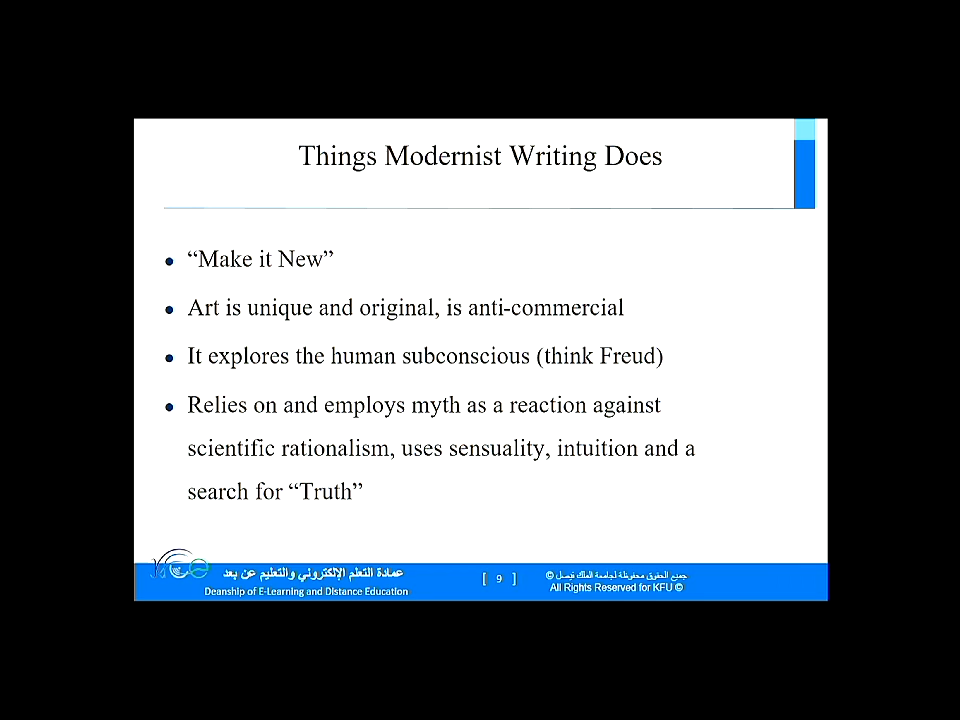 Things Modernist Writing Does
• “Make it New”
• Art is unique and original, is anti-commercial
• It explores the human subconscious (think Freud)
• Relies on and employs myth as a reaction against
scientific rationalism, uses sensuality, intuition and a
search for “Truth”
عمادة التعلم الإلكتروني والتعليم عن بعد
Deanship of E-Learning and Distance Education
[ 9 ]
جميع الحقوق محفوظة لجامعة الملك فيصل ©
All Rights Reserved for KFU ©